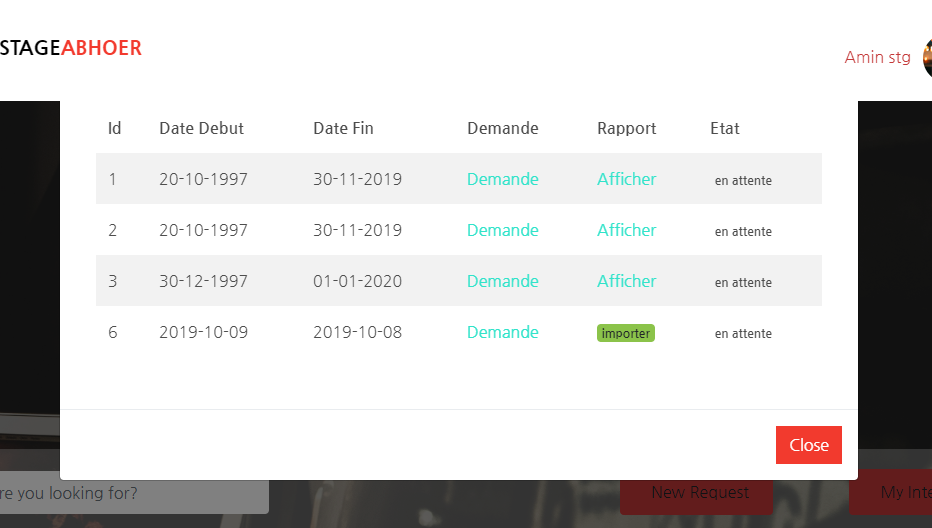 STAGEABHOER
Amin stg
Id Date Debut Date Fin Demande Rapport Etat
1 20-10-1997 30-11-2019 Demande Afficher en attente
2 20-10-1997 30-11-2019 Demande Afficher en attente
3 30-12-1997 01-01-2020 Demande Afficher en attente
6 2019-10-09 2019-10-08 Demande importer en attente
Close
re you looking for?
New Request
My Inte